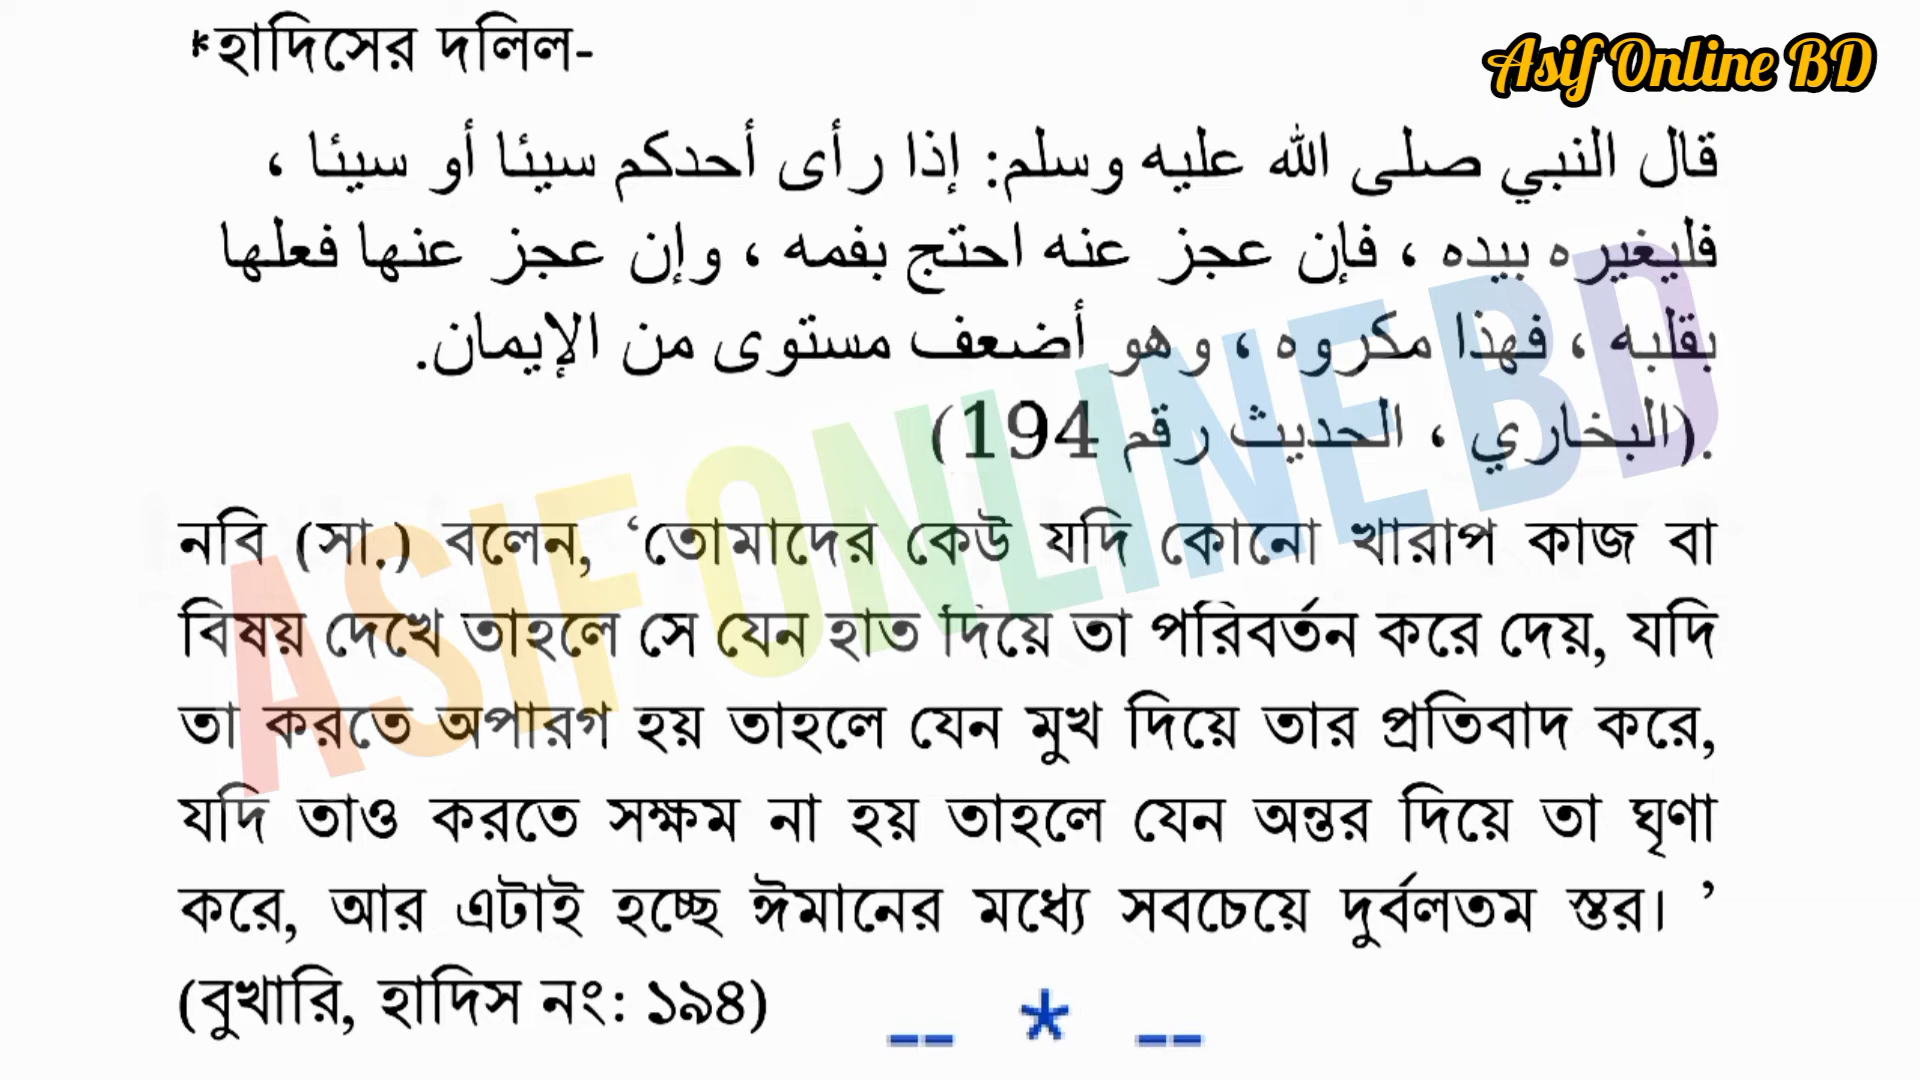 *হাদিসের দলিল-
Asif Online BD
قال النبي صلى الله عليه وسلم: إذا رأى أحدكم سيئا أو سيئا ،
فليغيره بيده ، فإن عجز عنه احتج بفمه ، وإن عجز عنها فعلها
بقلبه ، فهذا مكروه ، وهو أضعف مستوى من الإيمان.
.(البخاري ، الحديث رقم 194)
ASIF ONLINE BD
নবি (সা.) বলেন, ‘তোমাদের কেউ যদি কোনো খারাপ কাজ বা
বিষয় দেখে তাহলে সে যেন হাত দিয়ে তা পরিবর্তন করে দেয়, যদি
তা করতে অপারগ হয় তাহলে যেন মুখ দিয়ে তার প্রতিবাদ করে,
যদি তাও করতে সক্ষম না হয় তাহলে যেন অন্তর দিয়ে তা ঘৃণা
করে, আর এটাই হচ্ছে ঈমানের মধ্যে সবচেয়ে দুর্বলতম স্তর। ’
(বুখারি, হাদিস নং: ১৯৪)
-- * --